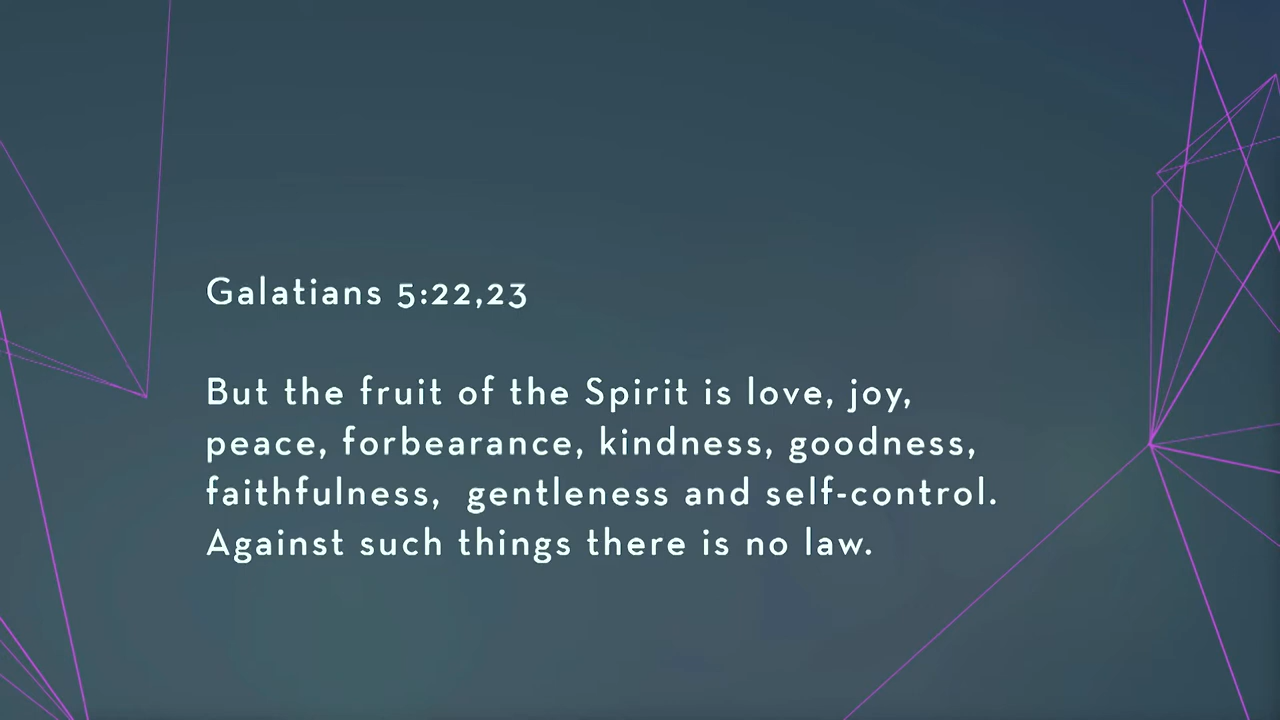 Galatians 5:22,23
But the fruit of the Spirit is love, joy,
peace, forbearance, kindness, goodness,
faithfulness,  gentleness and self-control.
Against such things there is no law.